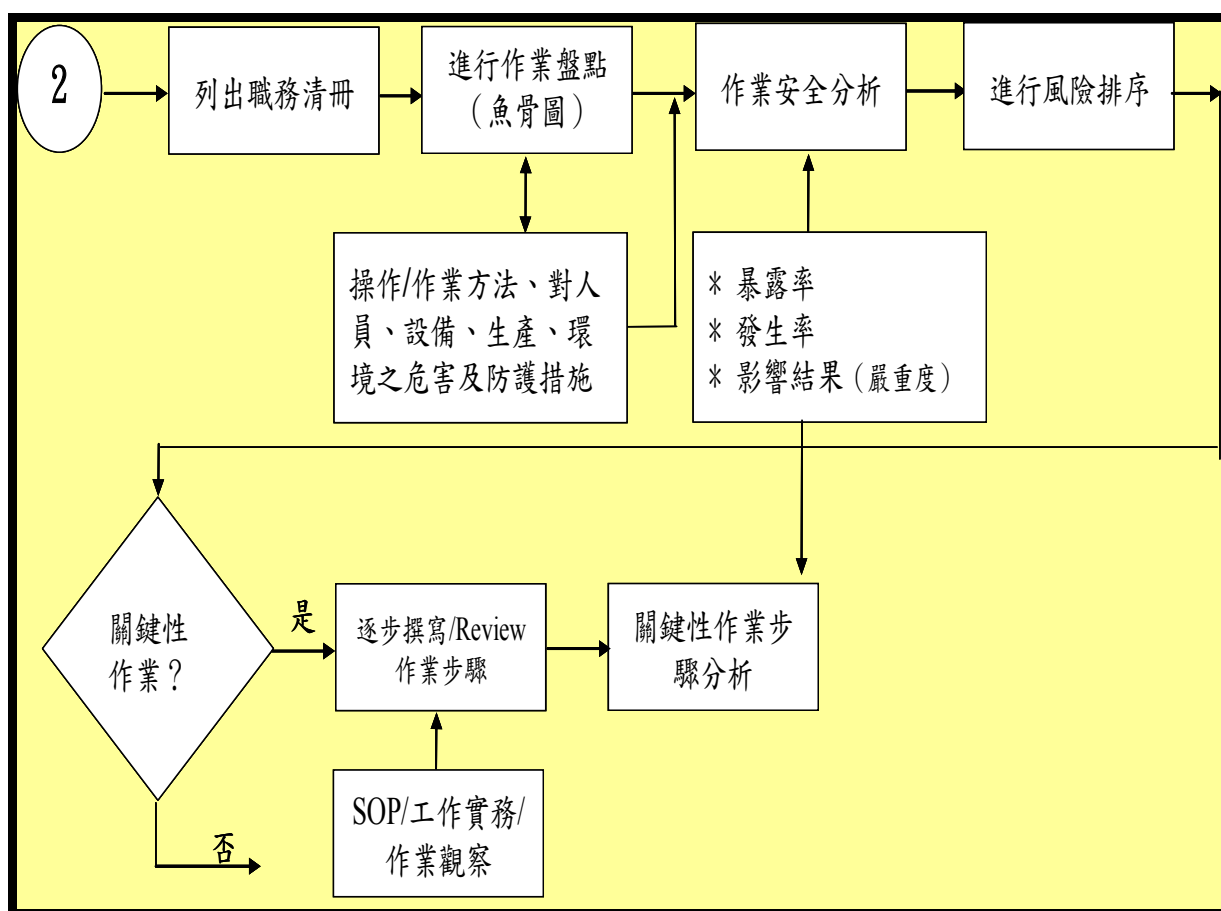 2
列出職務清冊
進行作業盤點
（魚骨圖）
作業安全分析
進行風險排序
操作/作業方法、對人
員、設備、生產、環
境之危害及防護措施
* 暴露率
* 發生率
* 影響結果（嚴重度）
關鍵性
作業？
是
逐步撰寫/Review
作業步驟
關鍵性作業步
驟分析
否
SOP/工作實務/
作業觀察